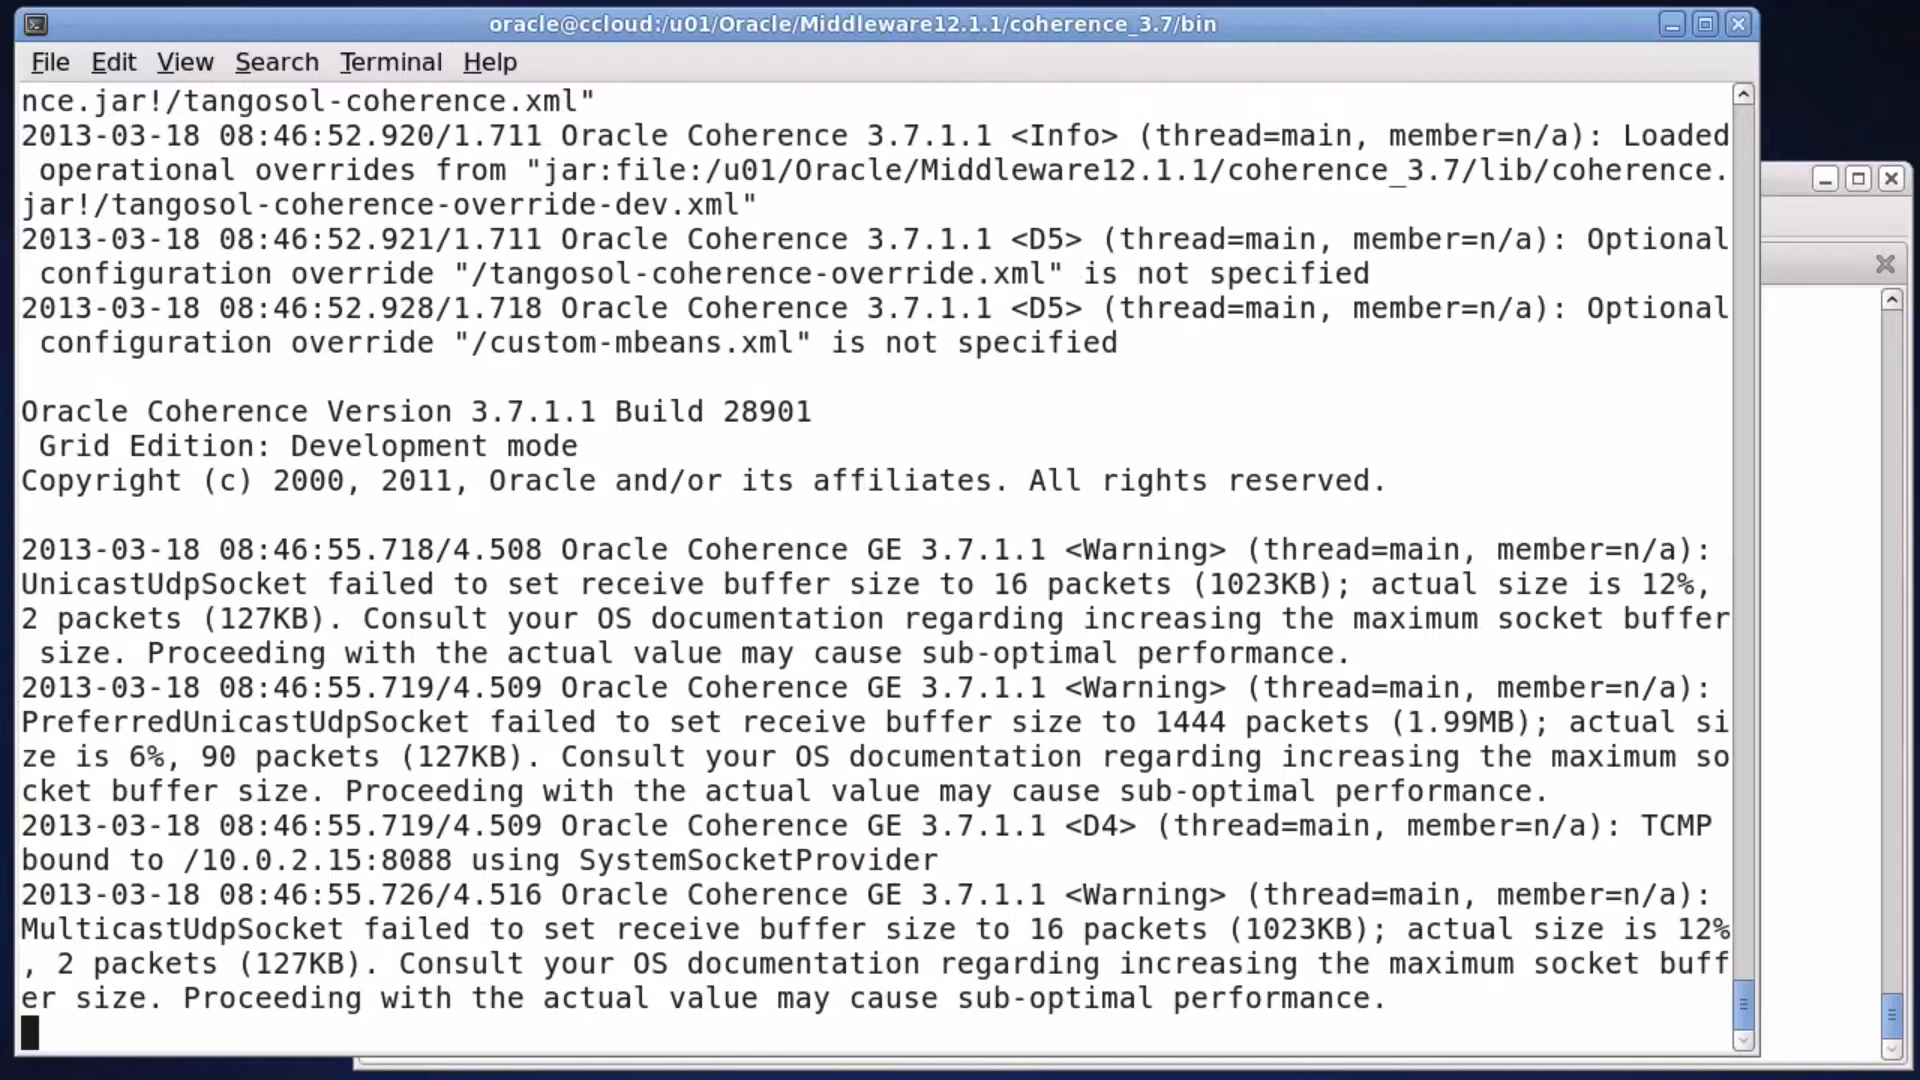 oracle@ccloud:/u01/Oracle/Middleware12.1.1/coherence_3.7/bin
File Edit View Search Terminal Help
nce.jar!/tangosol-coherence.xml"
2013-03-18 08:46:52.920/1.711 Oracle Coherence 3.7.1.1 <Info> (thread=main, member=n/a): Loaded
 operational overrides from "jar:file:/u01/Oracle/Middleware12.1.1/coherence_3.7/lib/coherence.
jar!/tangosol-coherence-override-dev.xml"
2013-03-18 08:46:52.921/1.711 Oracle Coherence 3.7.1.1 <D5> (thread=main, member=n/a): Optional
 configuration override "/tangosol-coherence-override.xml" is not specified
2013-03-18 08:46:52.928/1.718 Oracle Coherence 3.7.1.1 <D5> (thread=main, member=n/a): Optional
 configuration override "/custom-mbeans.xml" is not specified
Oracle Coherence Version 3.7.1.1 Build 28901
 Grid Edition: Development mode
Copyright (c) 2000, 2011, Oracle and/or its affiliates. All rights reserved.
2013-03-18 08:46:55.718/4.508 Oracle Coherence GE 3.7.1.1 <Warning> (thread=main, member=n/a):
UnicastUdpSocket failed to set receive buffer size to 16 packets (1023KB); actual size is 12%,
2 packets (127KB). Consult your OS documentation regarding increasing the maximum socket buffer
 size. Proceeding with the actual value may cause sub-optimal performance.
2013-03-18 08:46:55.719/4.509 Oracle Coherence GE 3.7.1.1 <Warning> (thread=main, member=n/a):
PreferredUnicastUdpSocket failed to set receive buffer size to 1444 packets (1.99MB); actual si
ze is 6%, 90 packets (127KB). Consult your OS documentation regarding increasing the maximum so
cket buffer size. Proceeding with the actual value may cause sub-optimal performance.
2013-03-18 08:46:55.719/4.509 Oracle Coherence GE 3.7.1.1 <D4> (thread=main, member=n/a): TCMP
bound to /10.0.2.15:8088 using SystemSocketProvider
2013-03-18 08:46:55.726/4.516 Oracle Coherence GE 3.7.1.1 <Warning> (thread=main, member=n/a):
MulticastUdpSocket failed to set receive buffer size to 16 packets (1023KB); actual size is 12%
, 2 packets (127KB). Consult your OS documentation regarding increasing the maximum socket buff
er size. Proceeding with the actual value may cause sub-optimal performance.